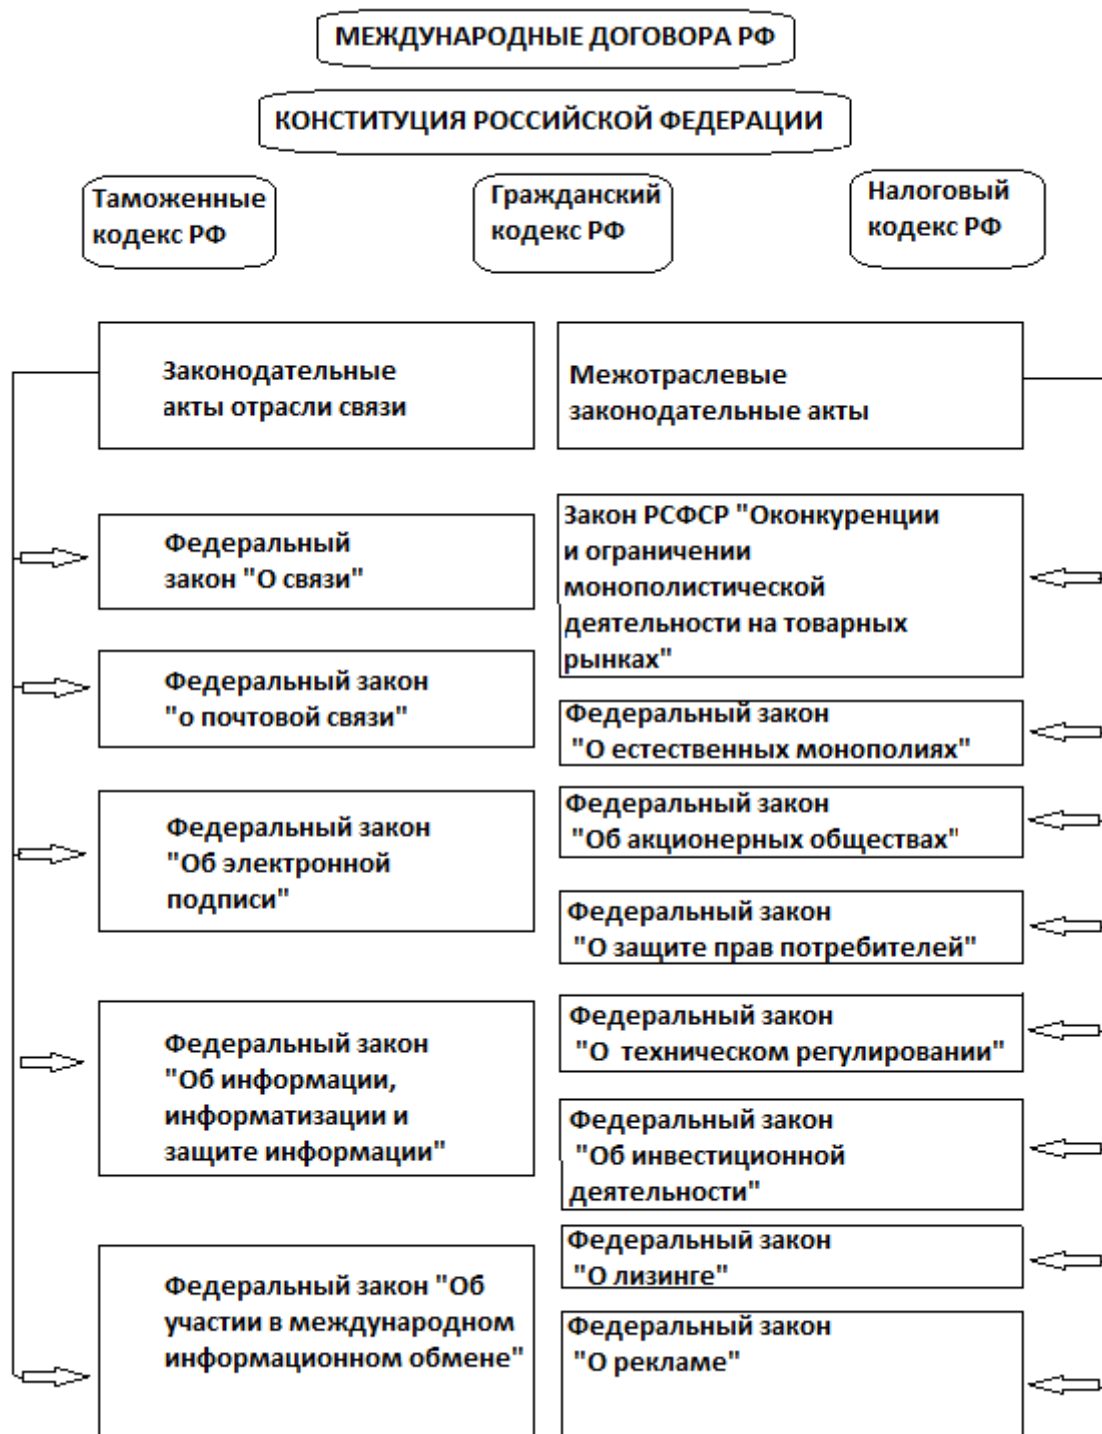 МЕЖДУНАРОДНЫЕ ДОГОВОРА РФ
КОНСТИТУЦИЯ РОССИЙСКОЙ ФЕДЕРАЦИИ
Таможенные
кодекс РФ
Гражданский
кодекс РФ
Налоговый
кодекс РФ
Законодательные
акты отрасли связи
Федеральный
закон "О связи"
Федеральный закон
"о почтовой связи"
Федеральный закон
"Об электронной
подписи"
Федеральный закон
"Об информации,
информатизации и
защите информации"
Федеральный закон "Об
участии в международном
информационном обмене"
Межотраслевые
законодательные акты
Закон РСФСР "Оконкуренции
и ограничении
монополистической
деятельности на товарных
рынках"
Федеральный закон
"О естественных монополиях"
Федеральный закон
"Об акционерных обществах"
Федеральный закон
"О защите прав потребителей"
Федеральный закон
"О техническом регулировании"
Федеральный закон
"Об инвестиционной
деятельности"
Федеральный закон
"О лизинге"
Федеральный закон
"О рекламе"